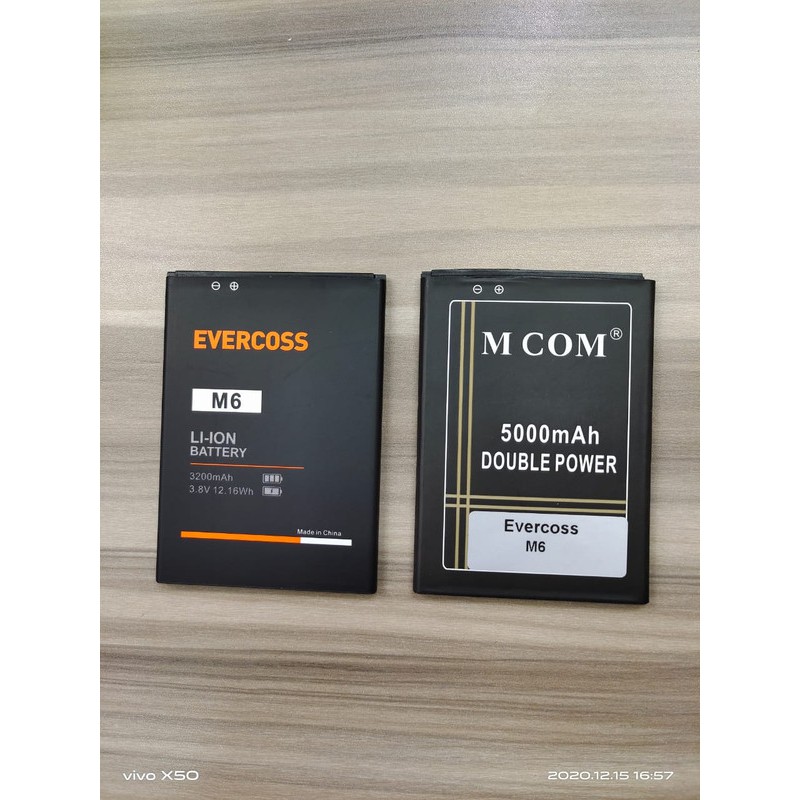 ⊖ ⊕
EVERCOSS
M6
LI-ION
BATTERY
3200mAh
3.8V 12.16Wh
Made in China
⊖ ⊕
M COM®
5000mAh
DOUBLE POWER
Evercoss
M6
vivo X50
2020.12.15 16:57